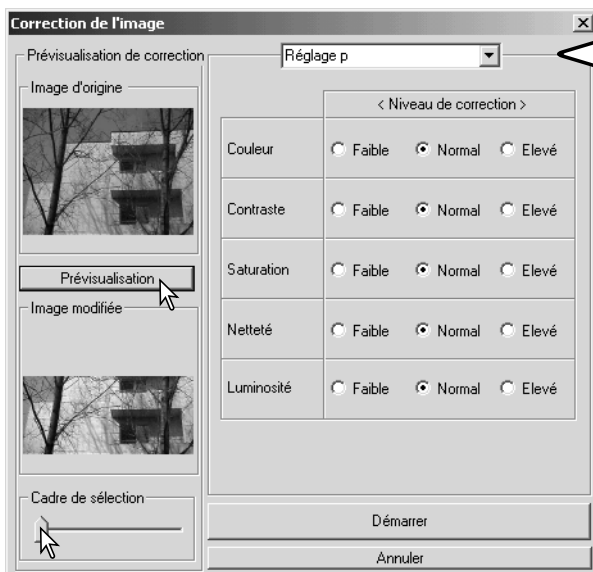 Correction de l'image
Prévisualisation de correction
Réglage p
Image d'origine
Prévisualisation
Image modifiée
Cadre de sélection
< Niveau de correction >
Couleur Faible Normal Elevé
Contraste Faible Normal Elevé
Saturation Faible Normal Elevé
Netteté Faible Normal Elevé
Luminosité Faible Normal Elevé
Démarrer
Annuler